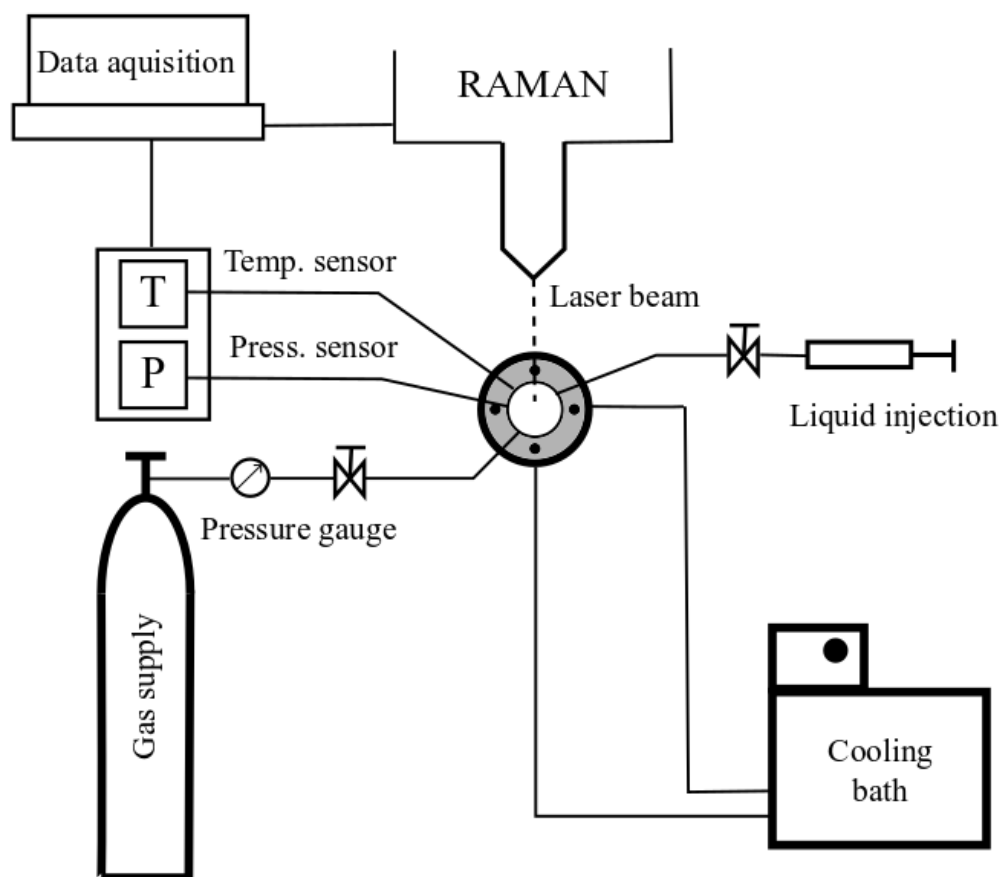 Data aquisition
RAMAN
Temp. sensor
T
Laser beam
Press. sensor
P
Liquid injection
Pressure gauge
Gas supply
Cooling
bath